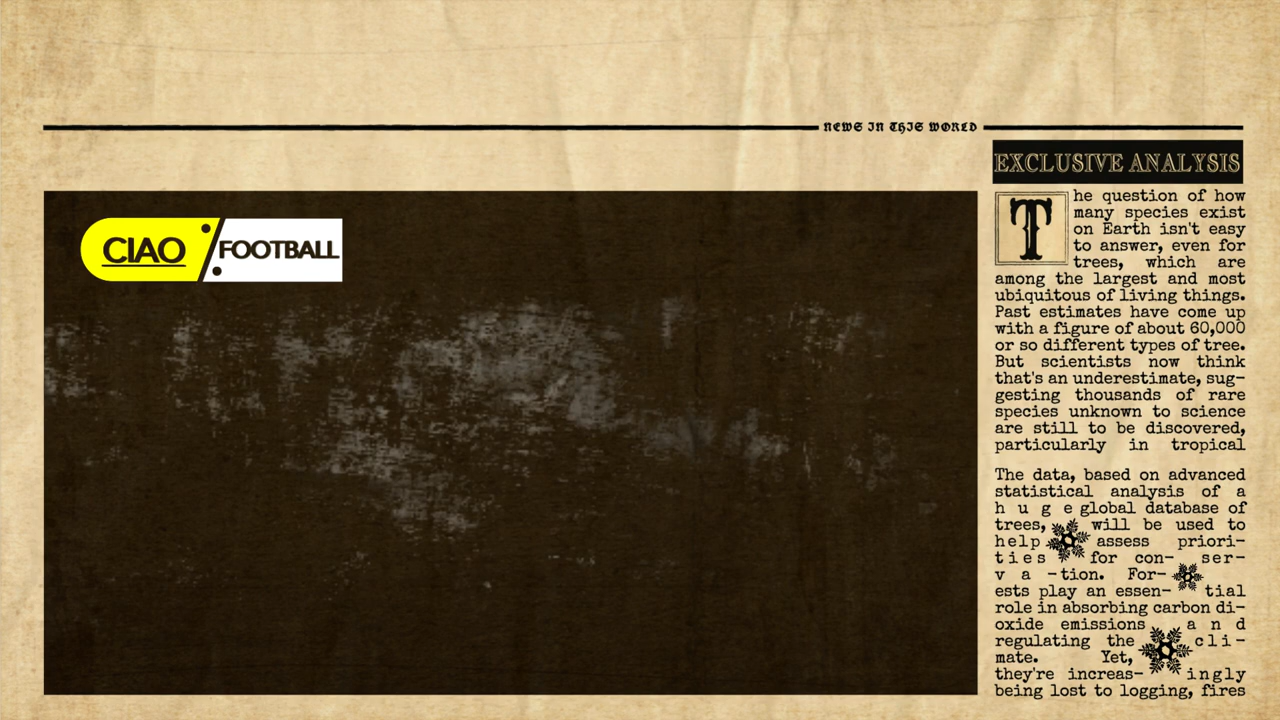 NEWS IN THIS WORLD
EXCLUSIVE ANALYSIS
CIAO FOOTBALL
The question of how
many species exist
on Earth isn't easy
to answer, even for
trees, which are
among the largest and most
ubiquitous of living things.
Past estimates have come up
with a figure of about 60,000
or so different types of tree.
But scientists now think
that's an underestimate, sug-
gesting thousands of rare
species unknown to science
are still to be discovered,
particularly in tropical
The data, based on advanced
statistical analysis of a
h u g e global database of
trees, will be used to
help assess priori-
ties for con- ser-
v a -tion. For-
ests play an essen- tial
role in absorbing carbon di-
oxide emissions a n d
regulating the cli-
mate. Yet,
they're increas- ingly
being lost to logging, fires